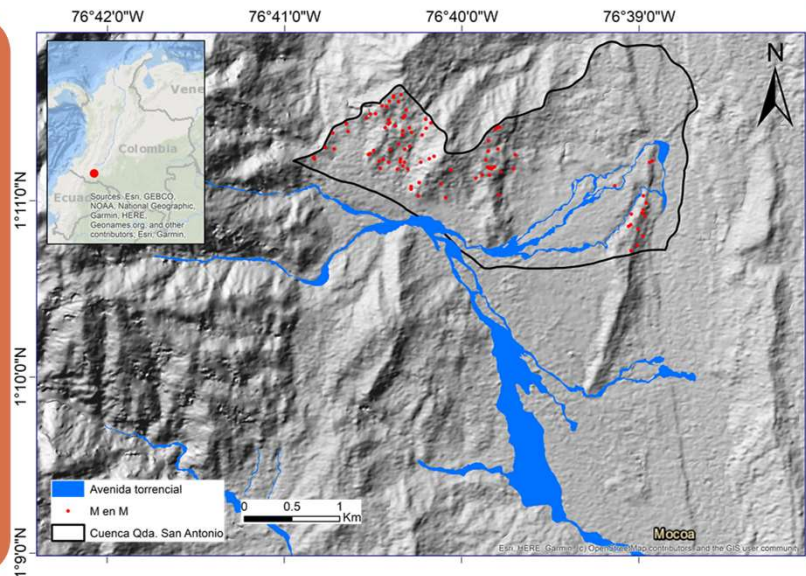 76°42'0"W 76°41'0"W 76°40'0"W 76°39'0"W
N
Vene
Colombia
Ecua
Sources: Esri, GEBCO,
NOAA, National Geographic,
Garmin, HERE,
Geonames.org, and other
contributors, Esri, Garmin,
1°11'0"N
1°10'0"N
1°9'0"N
Avenida torrencial
M en M
Cuenca Qda. San Antonio
0 0.5 1
Km
Mocoa
Esri, HERE, Garmin, (c) OpenStreetMap contributors, and the GIS user community